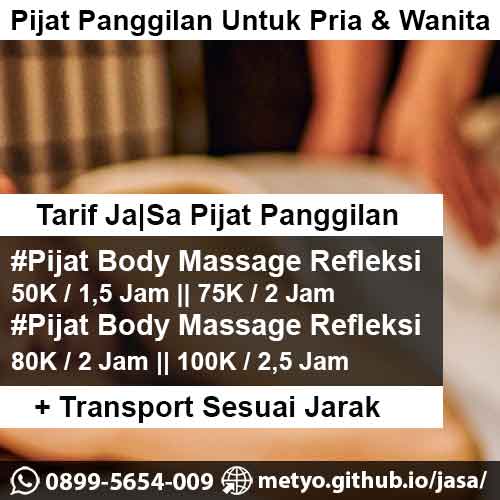 Pijat Panggilan Untuk Pria & Wanita
Tarif Ja|Sa Pijat Panggilan
#Pijat Body Massage Refleksi
50K / 1,5 Jam || 75K / 2 Jam
#Pijat Body Massage Refleksi
80K / 2 Jam || 100K / 2,5 Jam
+ Transport Sesuai Jarak
0899-5654-009 metyo.github.io/jasa/